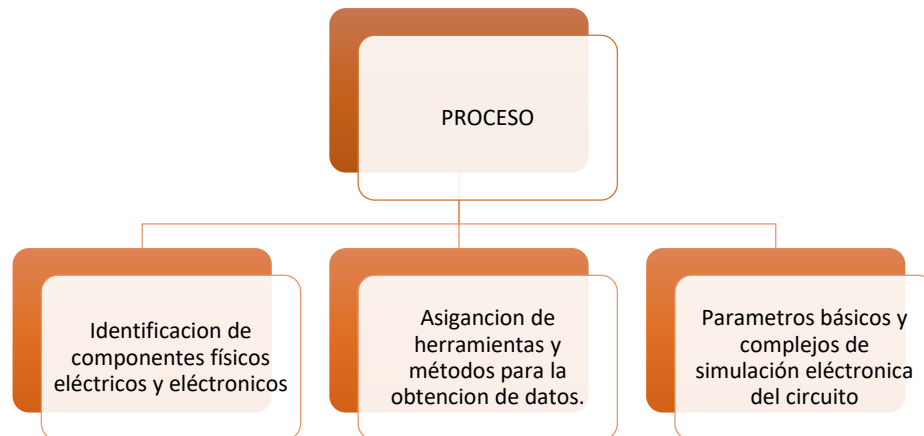 PROCESO
Identificacion de
componentes físicos
eléctricos y eléctronicos
Asigancion de
herramientas y
métodos para la
obtencion de datos.
Parametros básicos y
complejos de
simulación eléctronica
del circuito